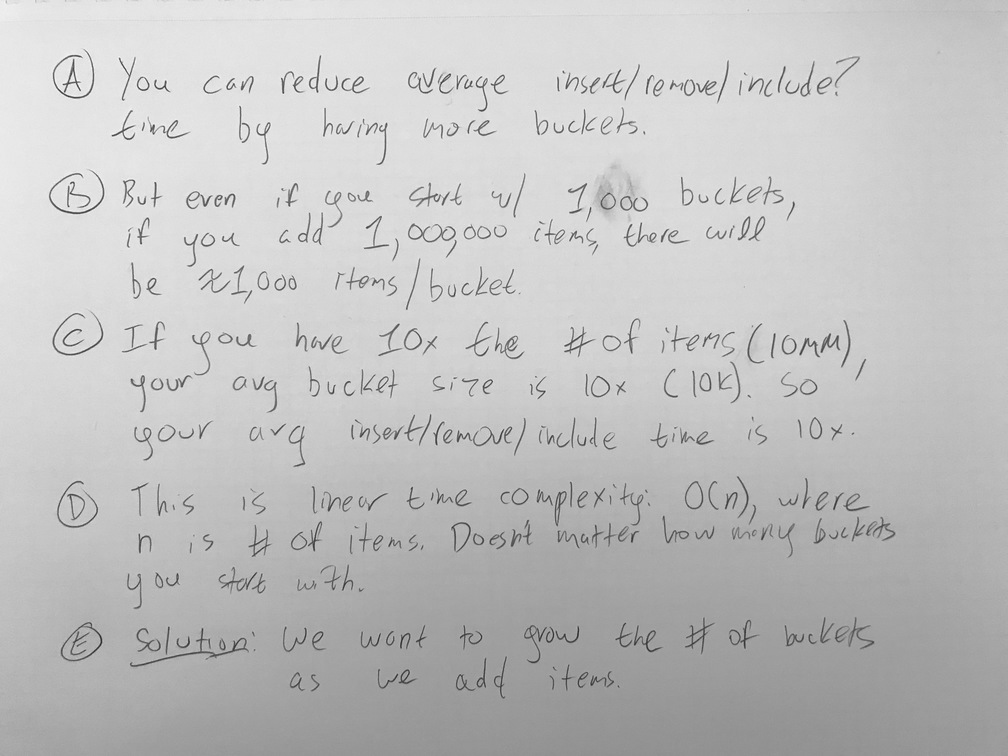 A You can reduce average insert/remove/include?
time by having more buckets.
B But even if you start w/ 1,000 buckets,
if you add 1,000,000 items, there will
be ≈1,000 items/bucket.
C If you have 10x the # of items (10MM),
your avg bucket size is 10x (10K). So
your avg insert/remove/include time is 10x.
D This is linear time complexity: O(n), where
n is # of items. Doesn't matter how many buckets
you start with.
E Solution: We want to grow the # of buckets
as we add items.